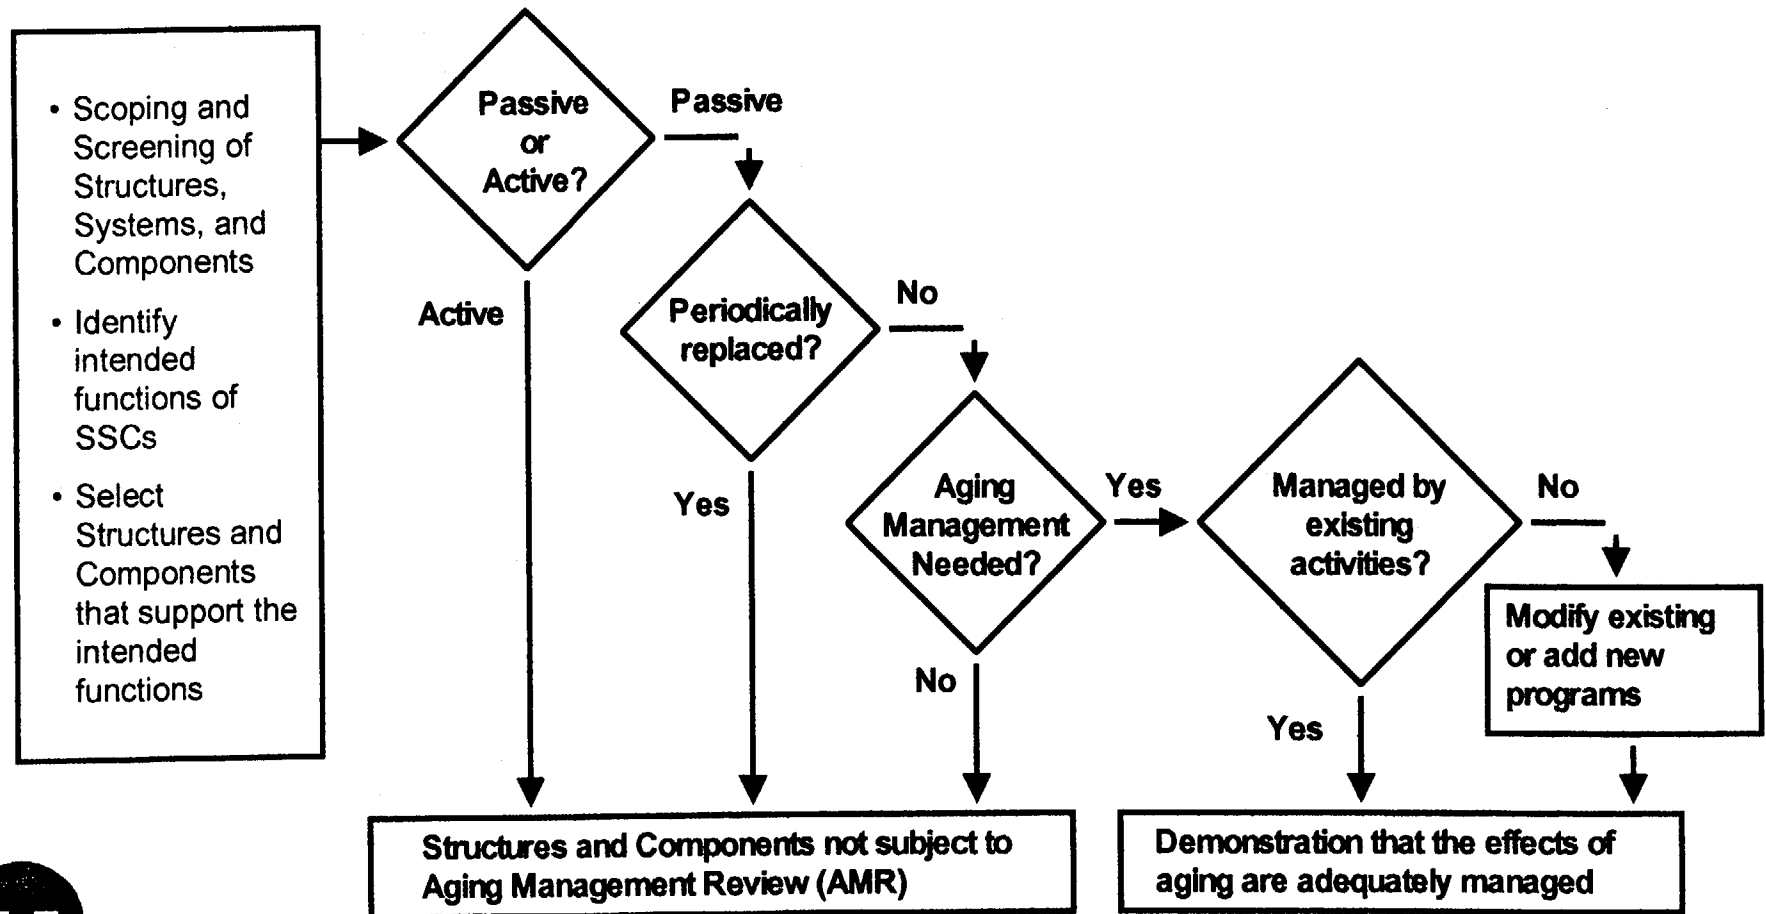 • Scoping and
Screening of
Structures,
Systems, and
Components
• Identify
intended
functions of
SSCs
• Select
Structures and
Components
that support the
intended
functions
Passive
or
Active?
Passive
Active
Periodically
replaced?
No
Yes
Aging
Management
Needed?
Yes
No
Managed by
existing
activities?
No
Yes
Modify existing
or add new
programs
Structures and Components not subject to
Aging Management Review (AMR)
Demonstration that the effects of
aging are adequately managed